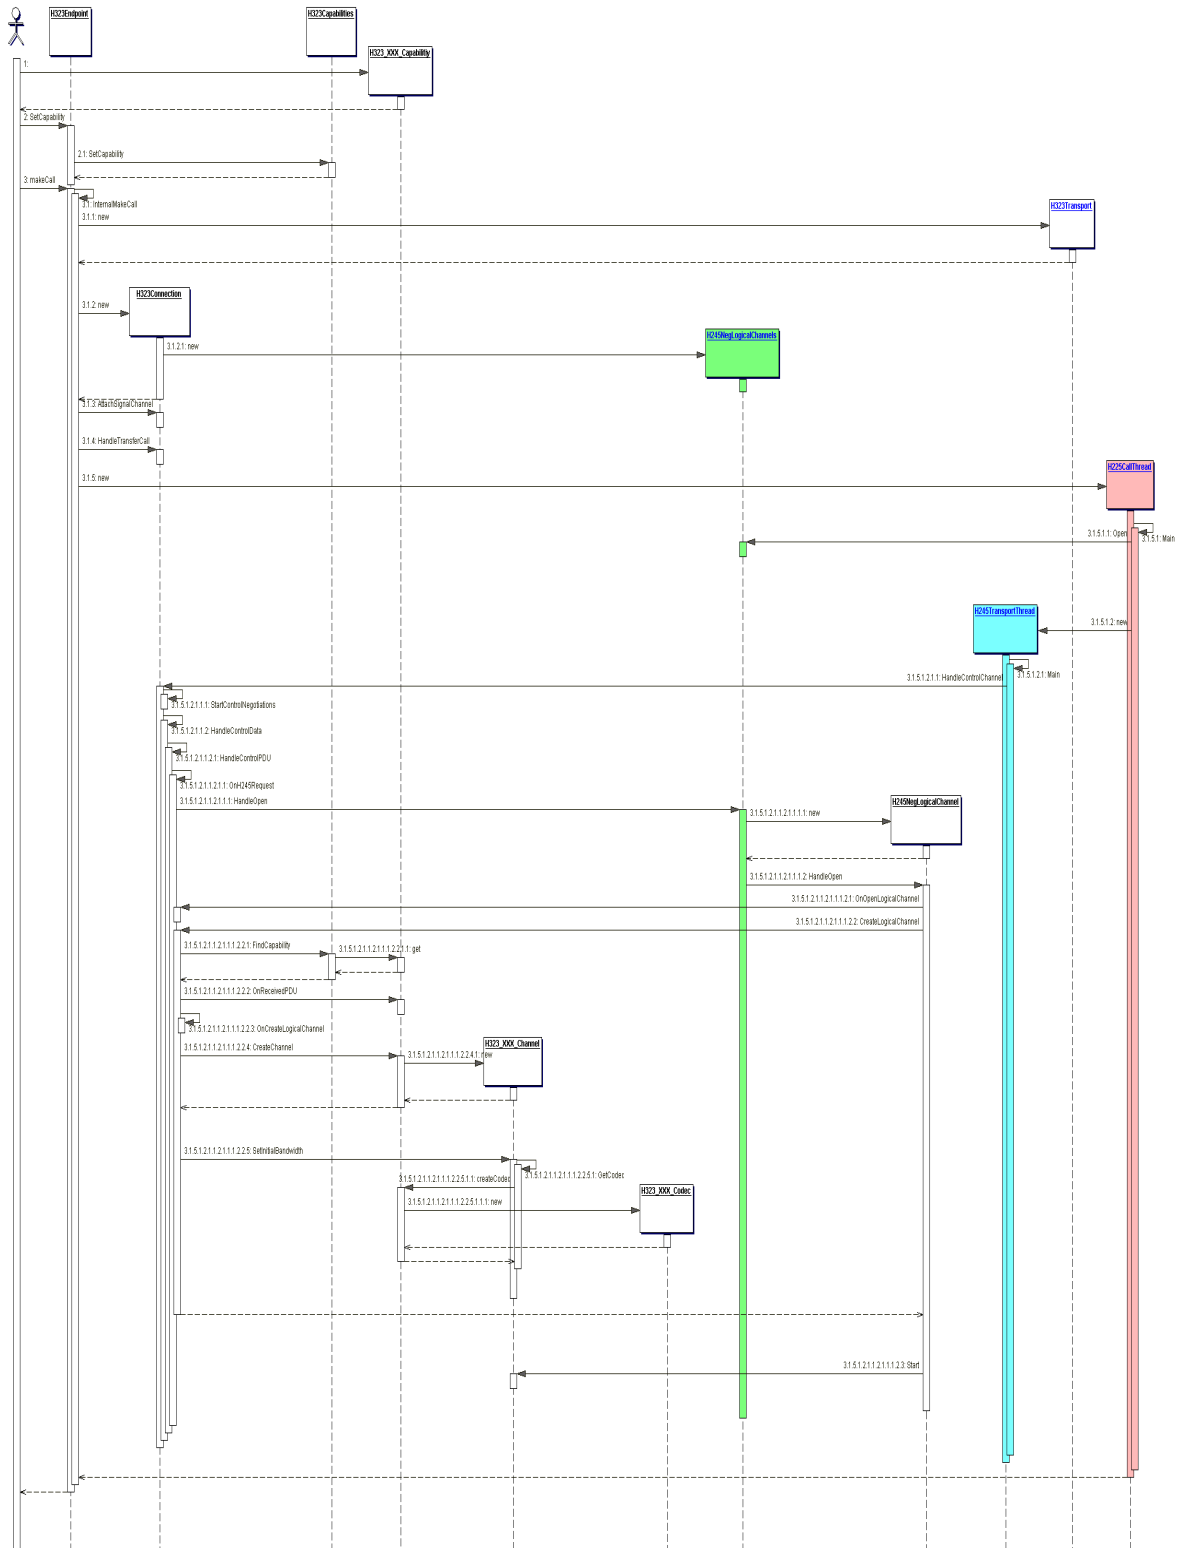 H323Endpoint
H323Capabilities
H323_XXX_Capabilitiy
1:
2: SetCapability
2.1: SetCapability
3: makeCall
3.1: InternalMakeCall
H323Transport
3.1.1: new
H323Connection
3.1.2: new
H245NegLogicalChannels
3.1.2.1: new
3.1.3: AttachSignalChannel
3.1.4: HandleTransferCall
H225CallThread
3.1.5: new
3.1.5.1.1: Open
3.1.5.1: Main
H245TransportThread
3.1.5.1.2: new
3.1.5.1.2.1.1: HandleControlChannel
3.1.5.1.2.1: Main
3.1.5.1.2.1.1.1: StartControlNegotiations
3.1.5.1.2.1.1.2: HandleControlData
3.1.5.1.2.1.1.2.1: HandleControlPDU
3.1.5.1.2.1.1.2.1.1: OnH245Request
3.1.5.1.2.1.1.2.1.1.1: HandleOpen
H245NegLogicalChannel
3.1.5.1.2.1.1.2.1.1.1.1: new
3.1.5.1.2.1.1.2.1.1.1.2: HandleOpen
3.1.5.1.2.1.1.2.1.1.1.2.1: OnOpenLogicalChannel
3.1.5.1.2.1.1.2.1.1.1.2.2: CreateLogicalChannel
3.1.5.1.2.1.1.2.1.1.1.2.2.1: FindCapability
3.1.5.1.2.1.1.2.1.1.1.2.2.1.1: get
3.1.5.1.2.1.1.2.1.1.1.2.2.2: OnReceivedPDU
3.1.5.1.2.1.1.2.1.1.1.2.2.3: OnCreateLogicalChannel
H323_XXX_Channel
3.1.5.1.2.1.1.2.1.1.1.2.2.4: CreateChannel
3.1.5.1.2.1.1.2.1.1.1.2.2.4.1: new
3.1.5.1.2.1.1.2.1.1.1.2.2.5: SetInitialBandwidth
3.1.5.1.2.1.1.2.1.1.1.2.2.5.1: GetCodec
3.1.5.1.2.1.1.2.1.1.1.2.2.5.1.1: createCodec
H323_XXX_Codec
3.1.5.1.2.1.1.2.1.1.1.2.2.5.1.1.1: new
3.1.5.1.2.1.1.2.1.1.1.2.3: Start